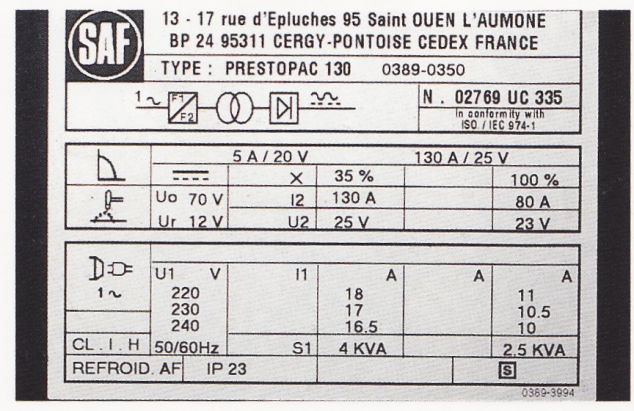 SAF
13 - 17 rue d'Epluches 95 Saint OUEN L'AUMONE
BP 24 95311 CERGY-PONTOISE CEDEX FRANCE
TYPE : PRESTOPAC 130 0389-0350
1~ F1 F2
N . 02769 UC 335
In conformity with
ISO / IEC 974-1
5 A / 20 V 130 A / 25 V
X 35 % 100 %
Uo 70 V I2 130 A 80 A
Ur 12 V U2 25 V 23 V
U1 V I1 A A A
1~ 220 18 11
230 17 10.5
240 16.5 10
CL . I . H 50/60Hz S1 4 KVA 2.5 KVA
REFROID. AF IP 23 S
0389-3994